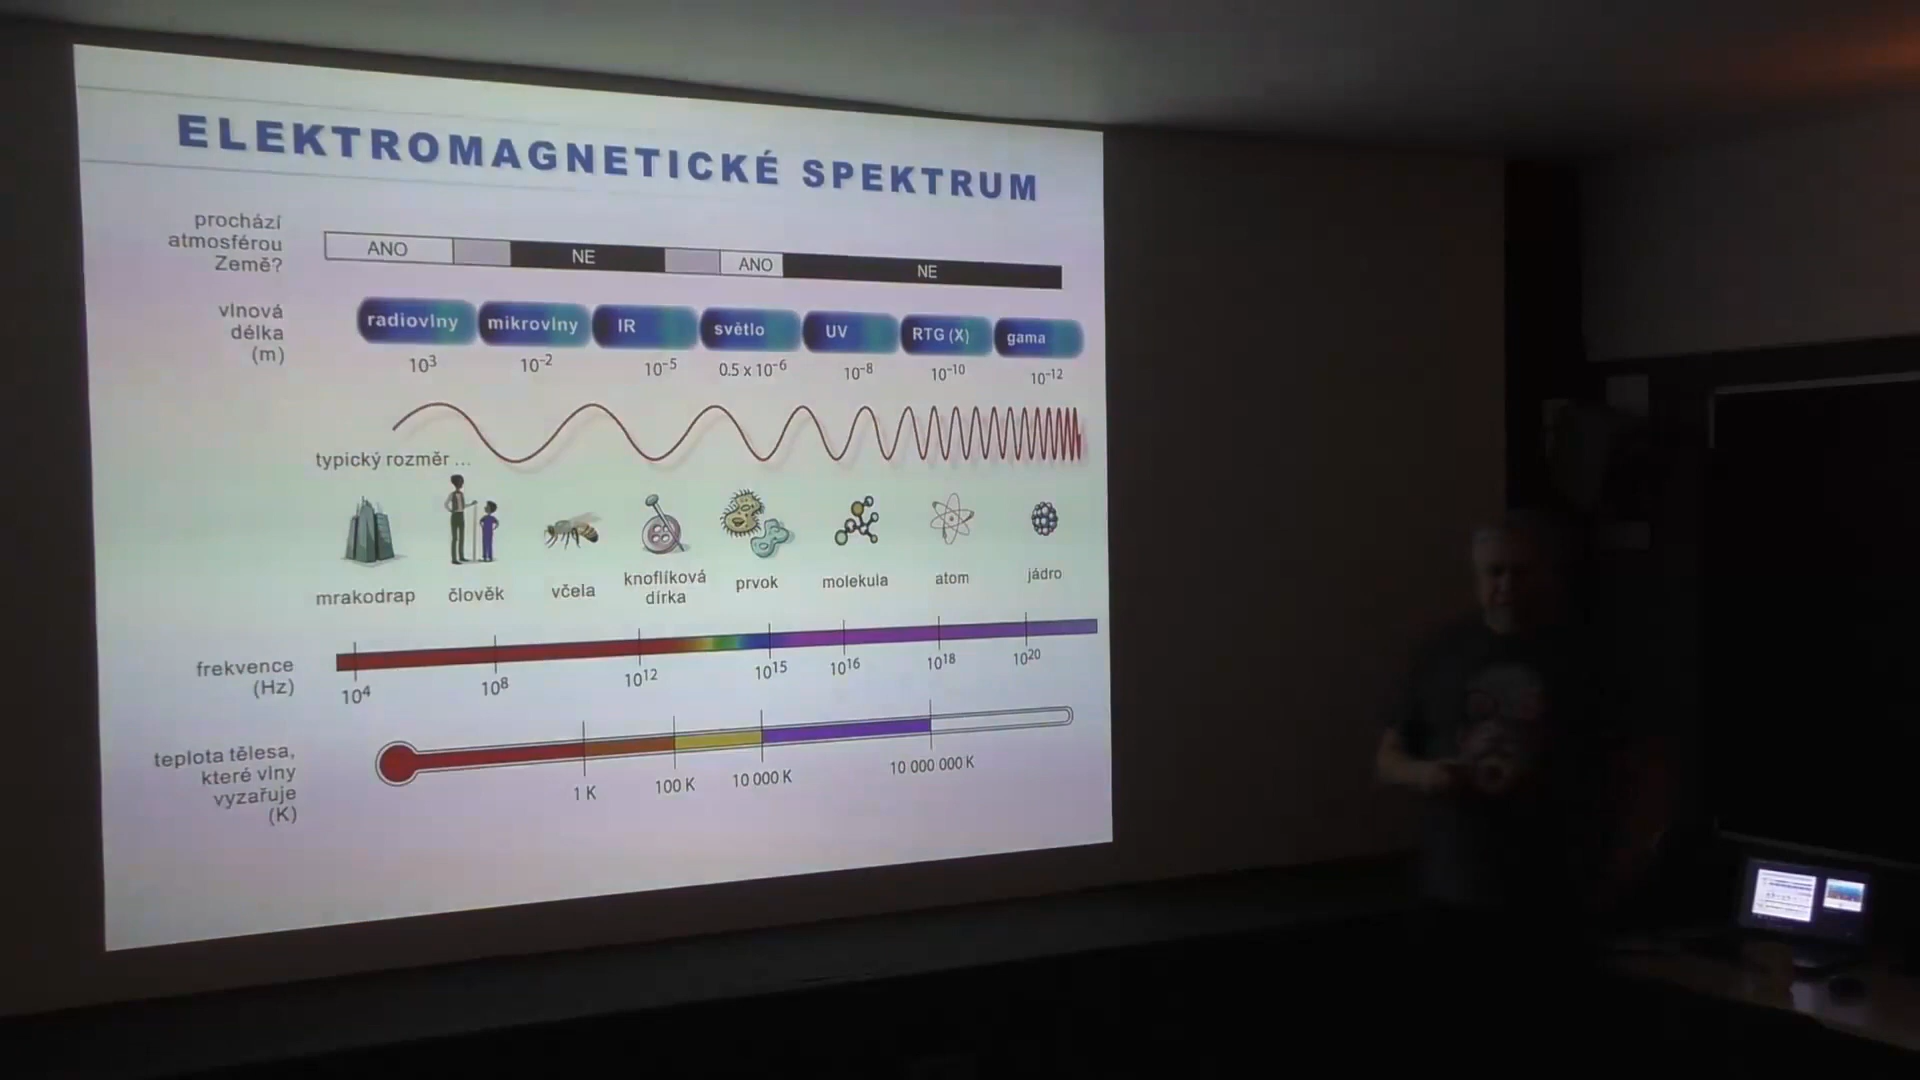 ELEKTROMAGNETICKÉ SPEKTRUM
prochází
atmosférou
Země?
ANO NE ANO NE
vlnová
délka
(m)
radiovlny mikrovlny IR světlo UV RTG (X) gama
10³ 10⁻² 10⁻⁵ 0.5 x 10⁻⁶ 10⁻⁸ 10⁻¹⁰ 10⁻¹²
typický rozměr ...
mrakodrap člověk včela knoflíková dírka prvok molekula atom jádro
frekvence
(Hz)
10⁴ 10⁸ 10¹² 10¹⁵ 10¹⁶ 10¹⁸ 10²⁰
teplota tělesa,
které vlny
vyzařuje
(K)
1 K 100 K 10 000 K 10 000 000 K